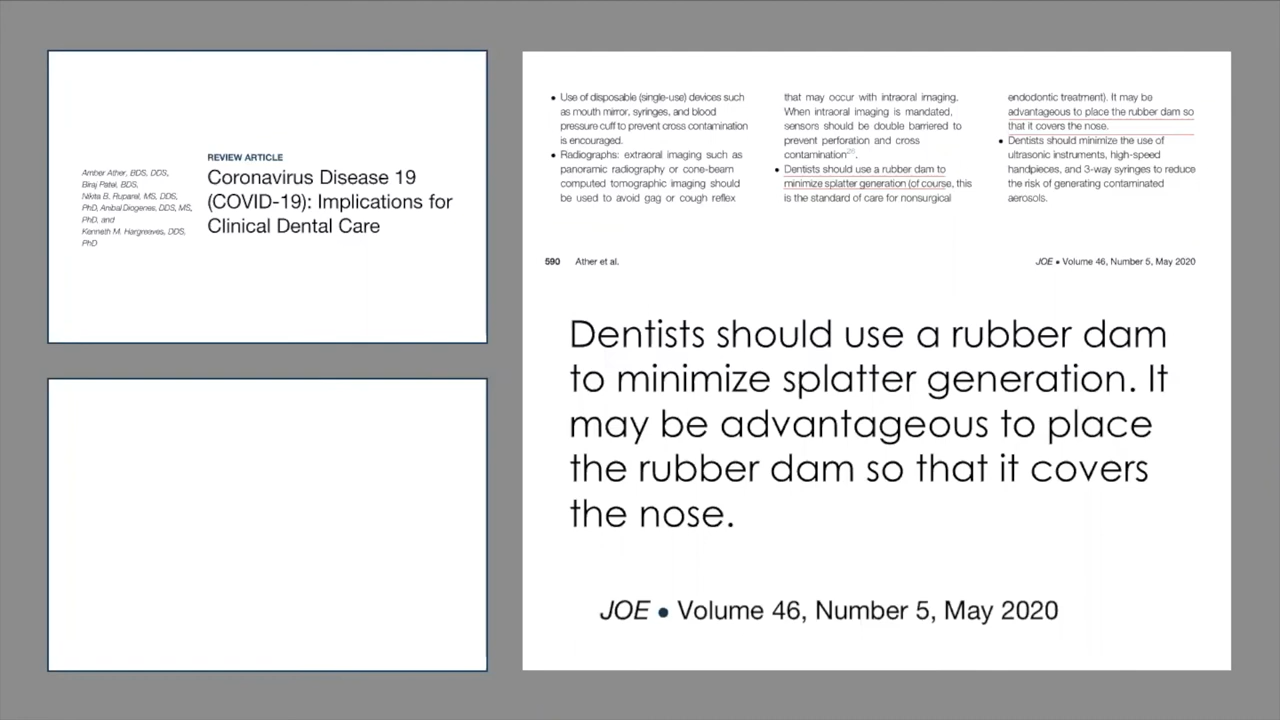 REVIEW ARTICLE
Amber Ather, BDS, DDS,
Biraj Patel, BDS,
Nikita B. Ruparel, MS, DDS,
PhD, Anibal Diogenes, DDS, MS,
PhD, and
Kenneth M. Hargreaves, DDS,
PhD
Coronavirus Disease 19
(COVID-19): Implications for
Clinical Dental Care
• Use of disposable (single-use) devices such
as mouth mirror, syringes, and blood
pressure cuff to prevent cross contamination
is encouraged.
• Radiographs: extraoral imaging such as
panoramic radiography or cone-beam
computed tomographic imaging should
be used to avoid gag or cough reflex
that may occur with intraoral imaging.
When intraoral imaging is mandated,
sensors should be double barriered to
prevent perforation and cross
contamination.
• Dentists should use a rubber dam to
minimize splatter generation (of course, this
is the standard of care for nonsurgical
endodontic treatment). It may be
advantageous to place the rubber dam so
that it covers the nose.
• Dentists should minimize the use of
ultrasonic instruments, high-speed
handpieces, and 3-way syringes to reduce
the risk of generating contaminated
aerosols.
590 Ather et al.
JOE • Volume 46, Number 5, May 2020
Dentists should use a rubber dam
to minimize splatter generation. It
may be advantageous to place
the rubber dam so that it covers
the nose.
JOE • Volume 46, Number 5, May 2020